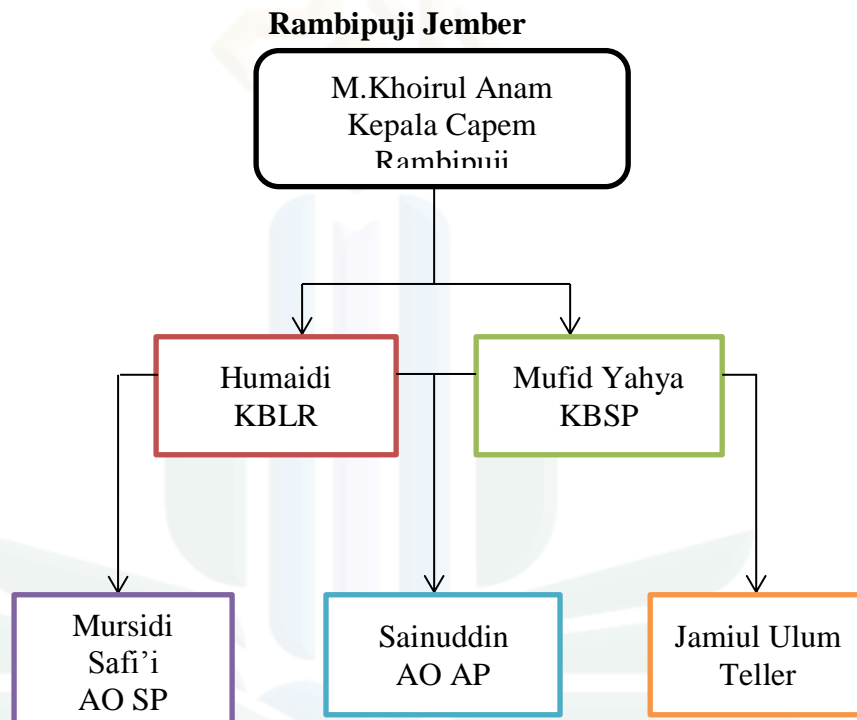 Rambipuji Jember
M.Khoirul Anam
Kepala Capem
Rambipuji
Humaidi
KBLR
Mufid Yahya
KBSP
Mursidi
Safi’i
AO SP
Sainuddin
AO AP
Jamiul Ulum
Teller